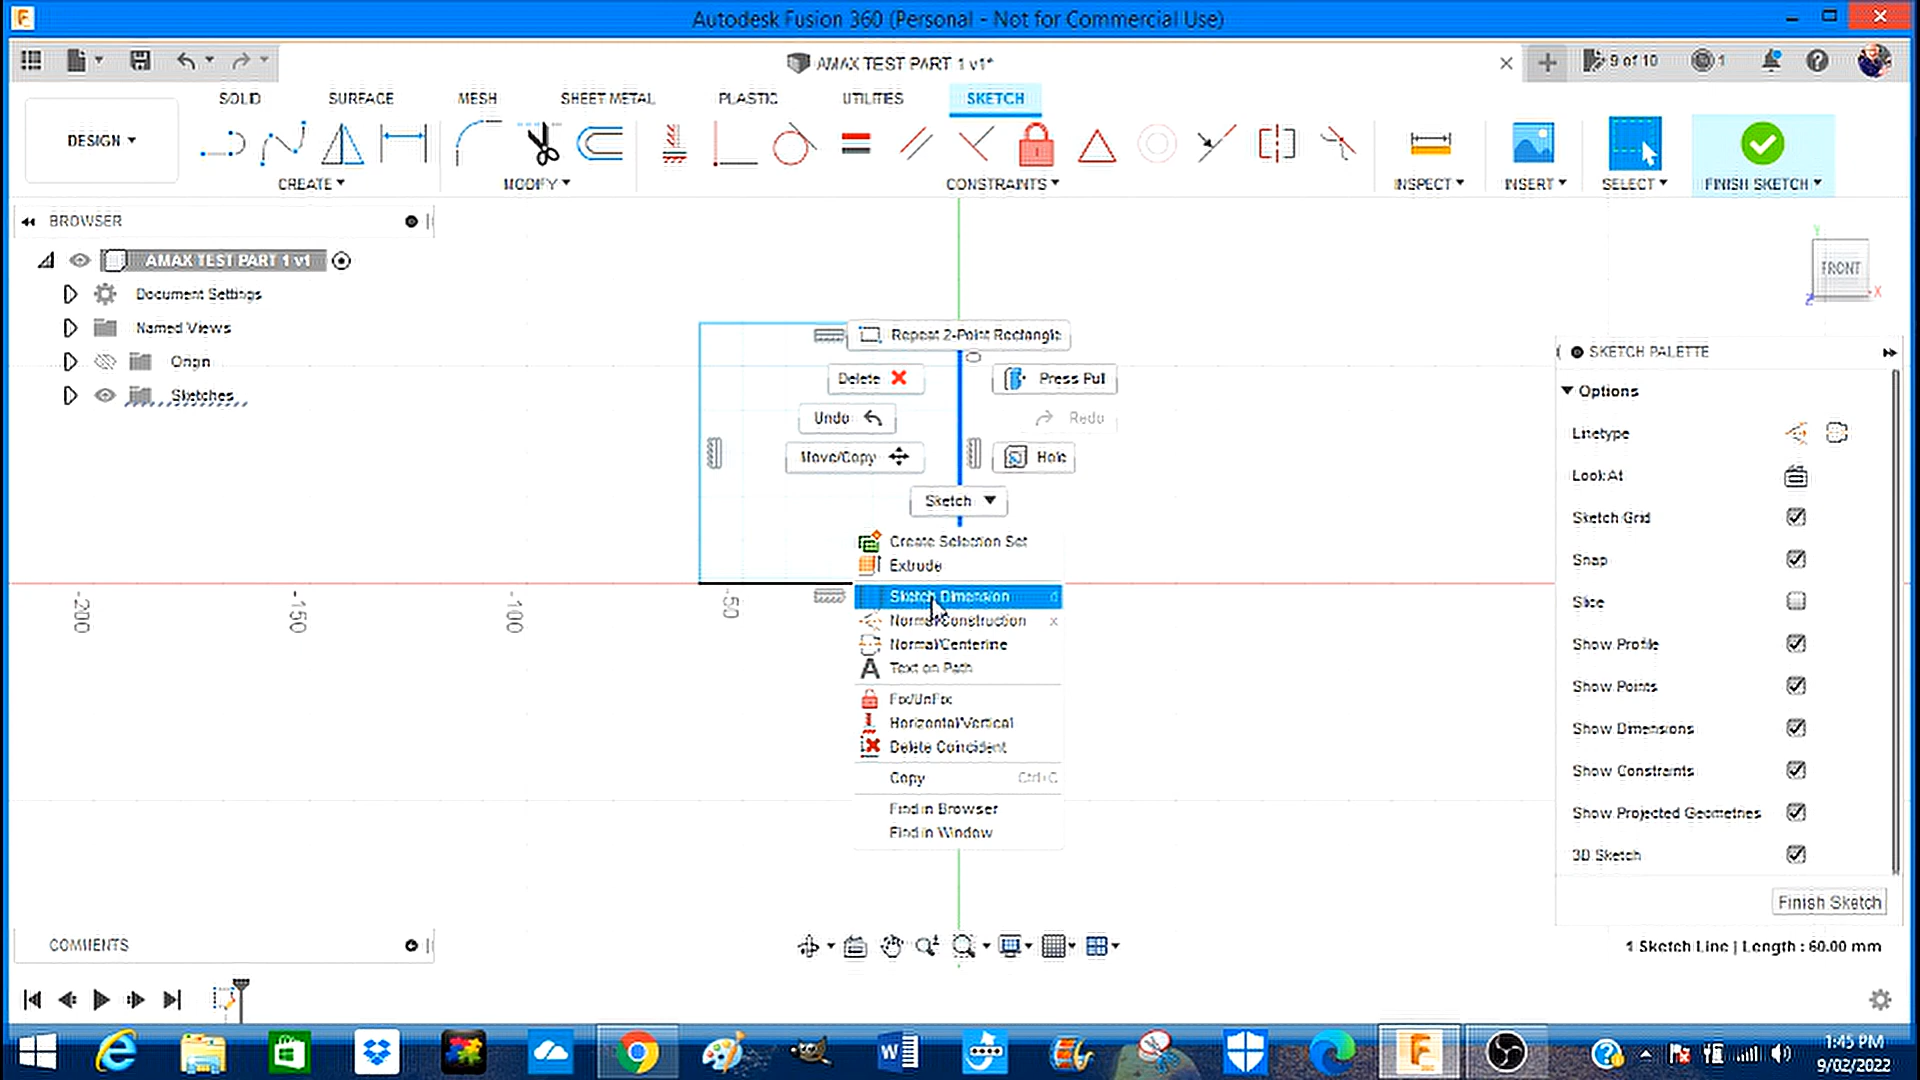 Autodesk Fusion 360 (Personal - Not for Commercial Use)
AMAX TEST PART 1 v1*
9 of 10
1
SOLID
SURFACE
MESH
SHEET METAL
PLASTIC
UTILITIES
SKETCH
DESIGN
CREATE
MODIFY
CONSTRAINTS
INSPECT
INSERT
SELECT
FINISH SKETCH
BROWSER
AMAX TEST PART 1 v1
Document Settings
Named Views
Origin
Sketches
Y
FRONT
X
Z
Repeat 2-Point Rectangle
Delete
Press Pull
Undo
Redo
Move/Copy
Hole
Sketch
Create Selection Set
Extrude
Sketch Dimension d
Normal/Construction x
Normal/Centerline
Text on Path
Fix/UnFix
Horizontal/Vertical
Delete Coincident
Copy Ctrl+C
Find in Browser
Find in Window
-200
-150
-100
-50
SKETCH PALETTE
Options
Linetype
Look At
Sketch Grid
Snap
Slice
Show Profile
Show Points
Show Dimensions
Show Constraints
Show Projected Geometries
3D Sketch
Finish Sketch
COMMENTS
1 Sketch Line | Length : 60.00 mm
1:45 PM
9/02/2022